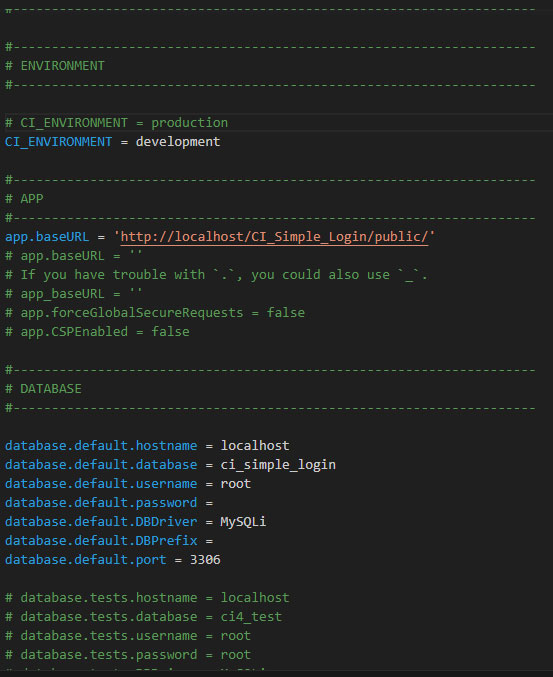 #--------------------------------------------------------------------
#--------------------------------------------------------------------
# ENVIRONMENT
#--------------------------------------------------------------------
# CI_ENVIRONMENT = production
CI_ENVIRONMENT = development
#--------------------------------------------------------------------
# APP
#--------------------------------------------------------------------
app.baseURL = 'http://localhost/CI_Simple_Login/public/'
# app.baseURL = ''
# If you have trouble with `.`, you could also use `_`.
# app_baseURL = ''
# app.forceGlobalSecureRequests = false
# app.CSPEnabled = false
#--------------------------------------------------------------------
# DATABASE
#--------------------------------------------------------------------
database.default.hostname = localhost
database.default.database = ci_simple_login
database.default.username = root
database.default.password =
database.default.DBDriver = MySQLi
database.default.DBPrefix =
database.default.port = 3306
# database.tests.hostname = localhost
# database.tests.database = ci4_test
# database.tests.username = root
# database.tests.password = root